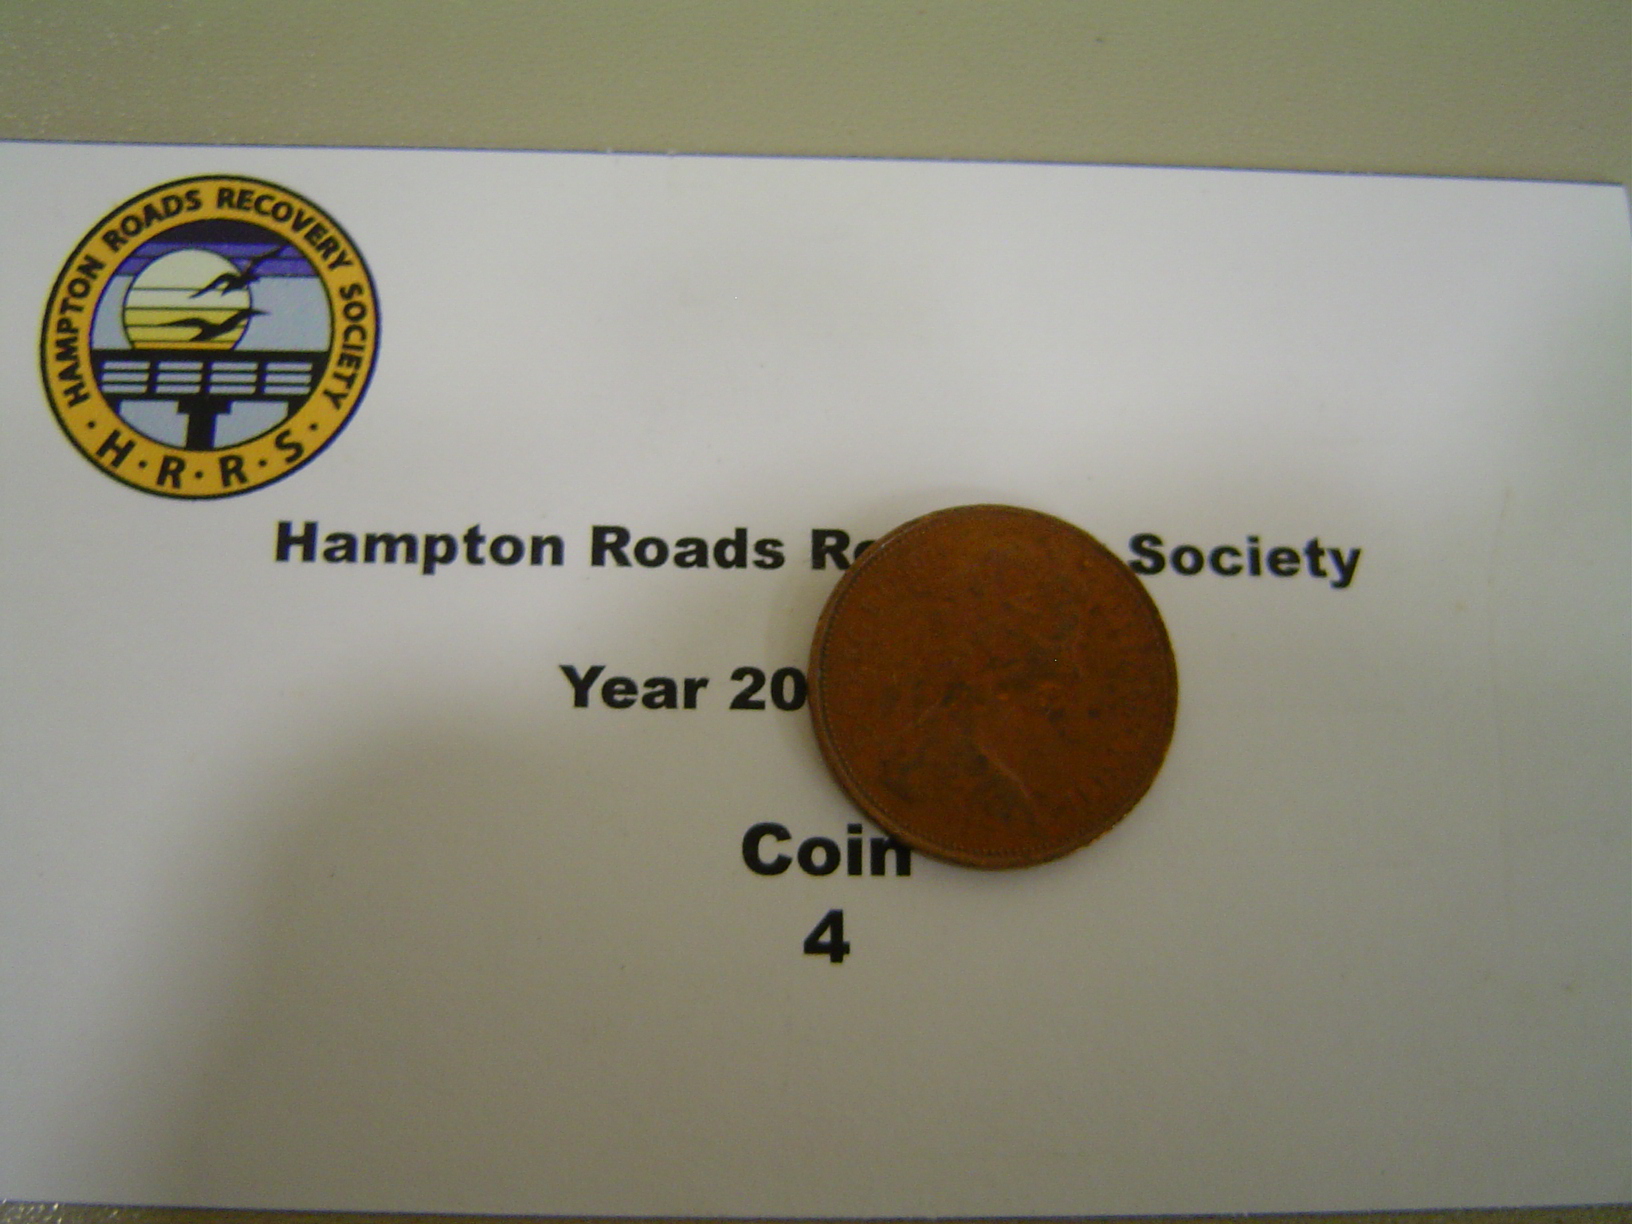 HAMPTON ROADS RECOVERY SOCIETY
· H · R · R · S ·
Hampton Roads Re Society
Year 20
Coin
4